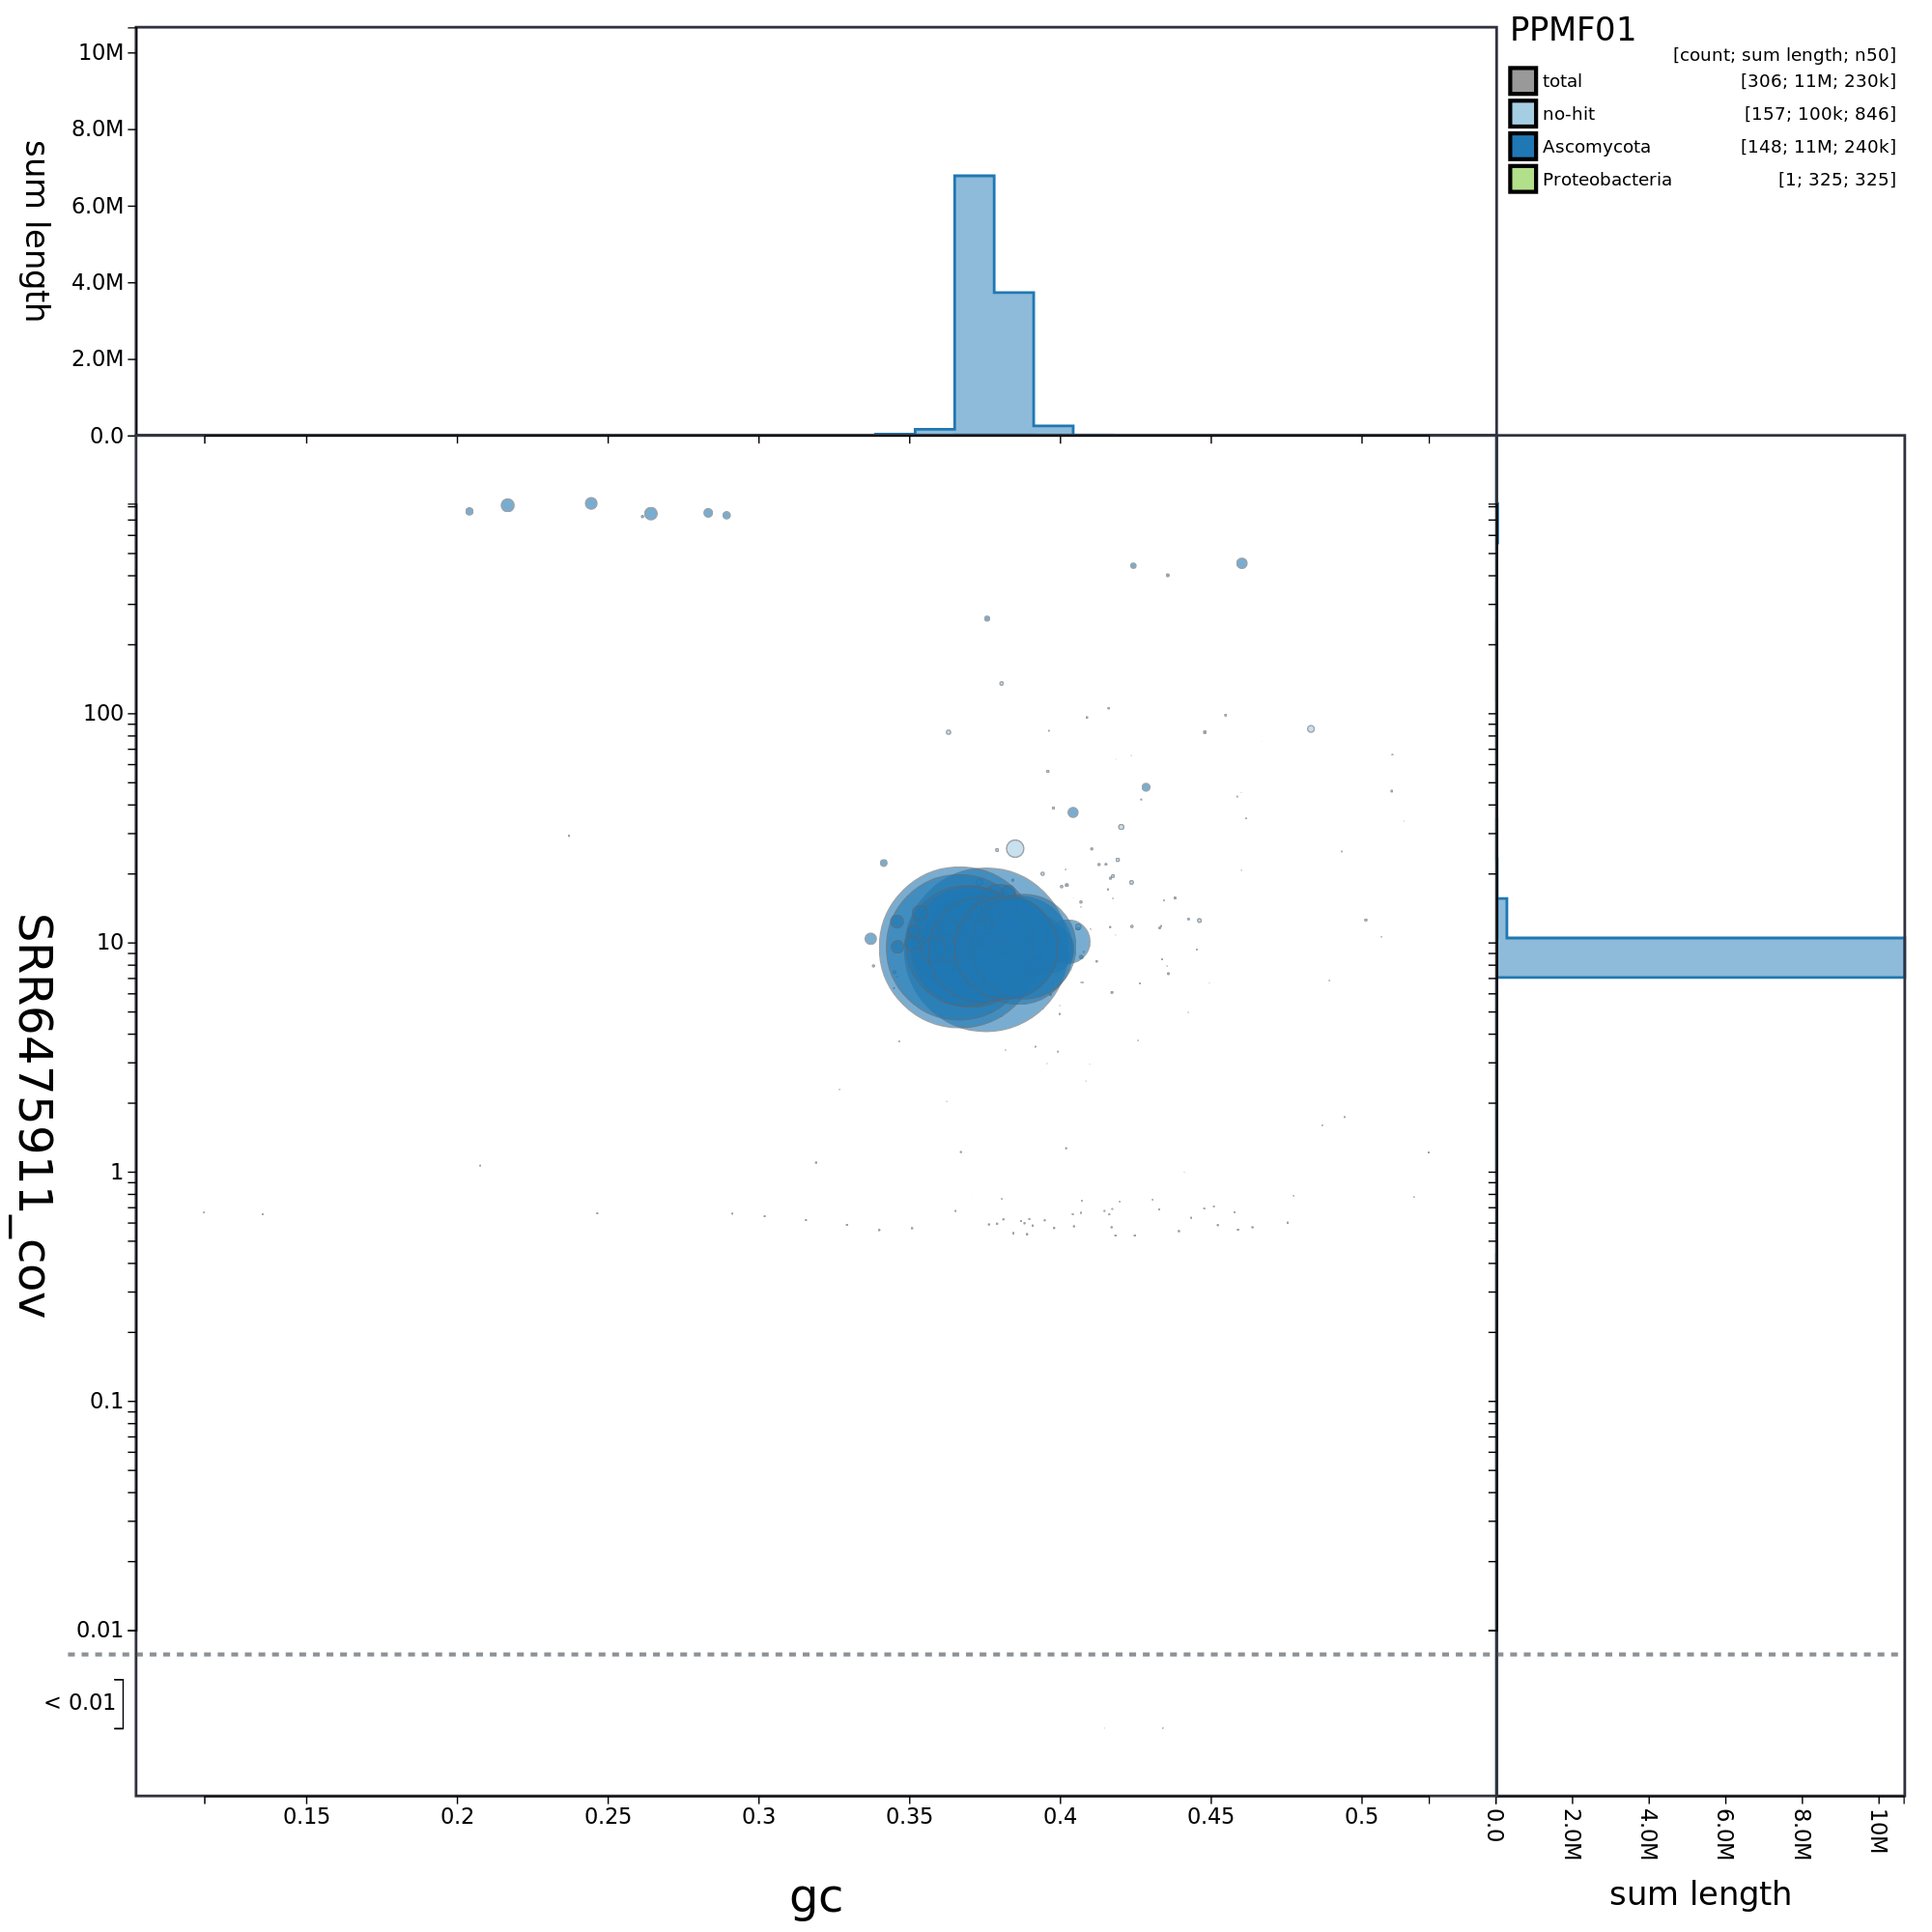 PPMF01
[count; sum length; n50]
total [306; 11M; 230k]
no-hit [157; 100k; 846]
Ascomycota [148; 11M; 240k]
Proteobacteria [1; 325; 325]
sum length
10M
8.0M
6.0M
4.0M
2.0M
0.0
SRR6475911_cov
100
10
1
0.1
0.01
< 0.01
0.15 0.2 0.25 0.3 0.35 0.4 0.45 0.5
gc
0.0 2.0M 4.0M 6.0M 8.0M 10M
sum length